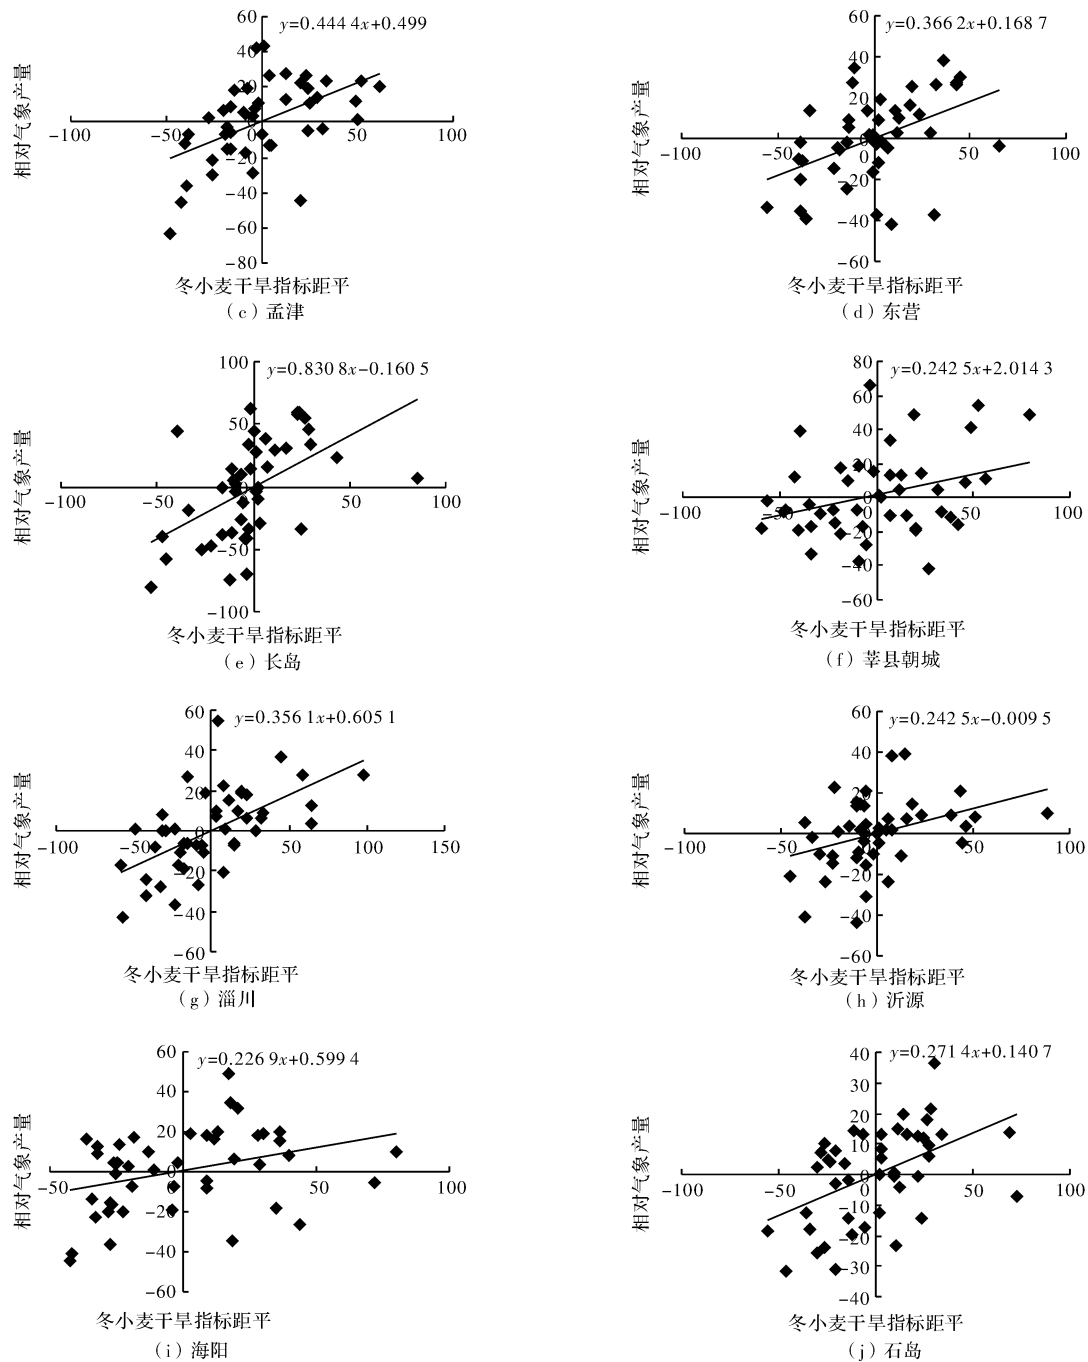 y=0.444 4x+0.499
60
40
20
0
−20
−40
−60
−80
−100
−50
50
100
相对气象产量
冬小麦干旱指标距平
(c) 孟津
y=0.366 2x+0.168 7
60
40
20
0
−20
−40
−60
−100
−50
50
100
相对气象产量
冬小麦干旱指标距平
(d) 东营
y=0.830 8x−0.160 5
100
50
0
−50
−100
−100
−50
50
100
相对气象产量
冬小麦干旱指标距平
(e) 长岛
y=0.242 5x+2.014 3
80
60
40
20
0
−20
−40
−60
−100
−50
50
100
相对气象产量
冬小麦干旱指标距平
(f) 莘县朝城
y=0.356 1x+0.605 1
60
40
20
0
−20
−40
−60
−100
−50
50
100
150
相对气象产量
冬小麦干旱指标距平
(g) 淄川
y=0.242 5x−0.009 5
60
40
20
0
−20
−40
−60
−100
−50
50
100
相对气象产量
冬小麦干旱指标距平
(h) 沂源
y=0.226 9x+0.599 4
60
40
20
0
−20
−40
−60
−50
50
100
相对气象产量
冬小麦干旱指标距平
(i) 海阳
y=0.271 4x+0.140 7
40
30
20
10
0
−10
−20
−30
−40
−100
−50
50
100
相对气象产量
冬小麦干旱指标距平
(j) 石岛